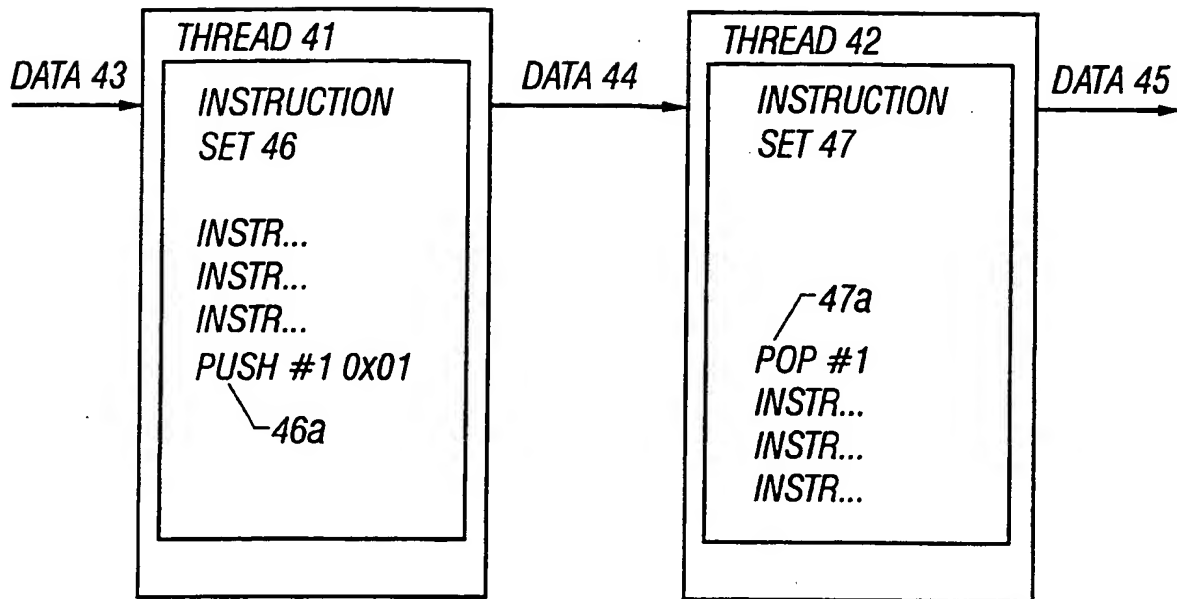 DATA 43
THREAD 41
INSTRUCTION
SET 46
INSTR...
INSTR...
INSTR...
PUSH #1 0x01
46a
DATA 44
THREAD 42
INSTRUCTION
SET 47
47a
POP #1
INSTR...
INSTR...
INSTR...
DATA 45